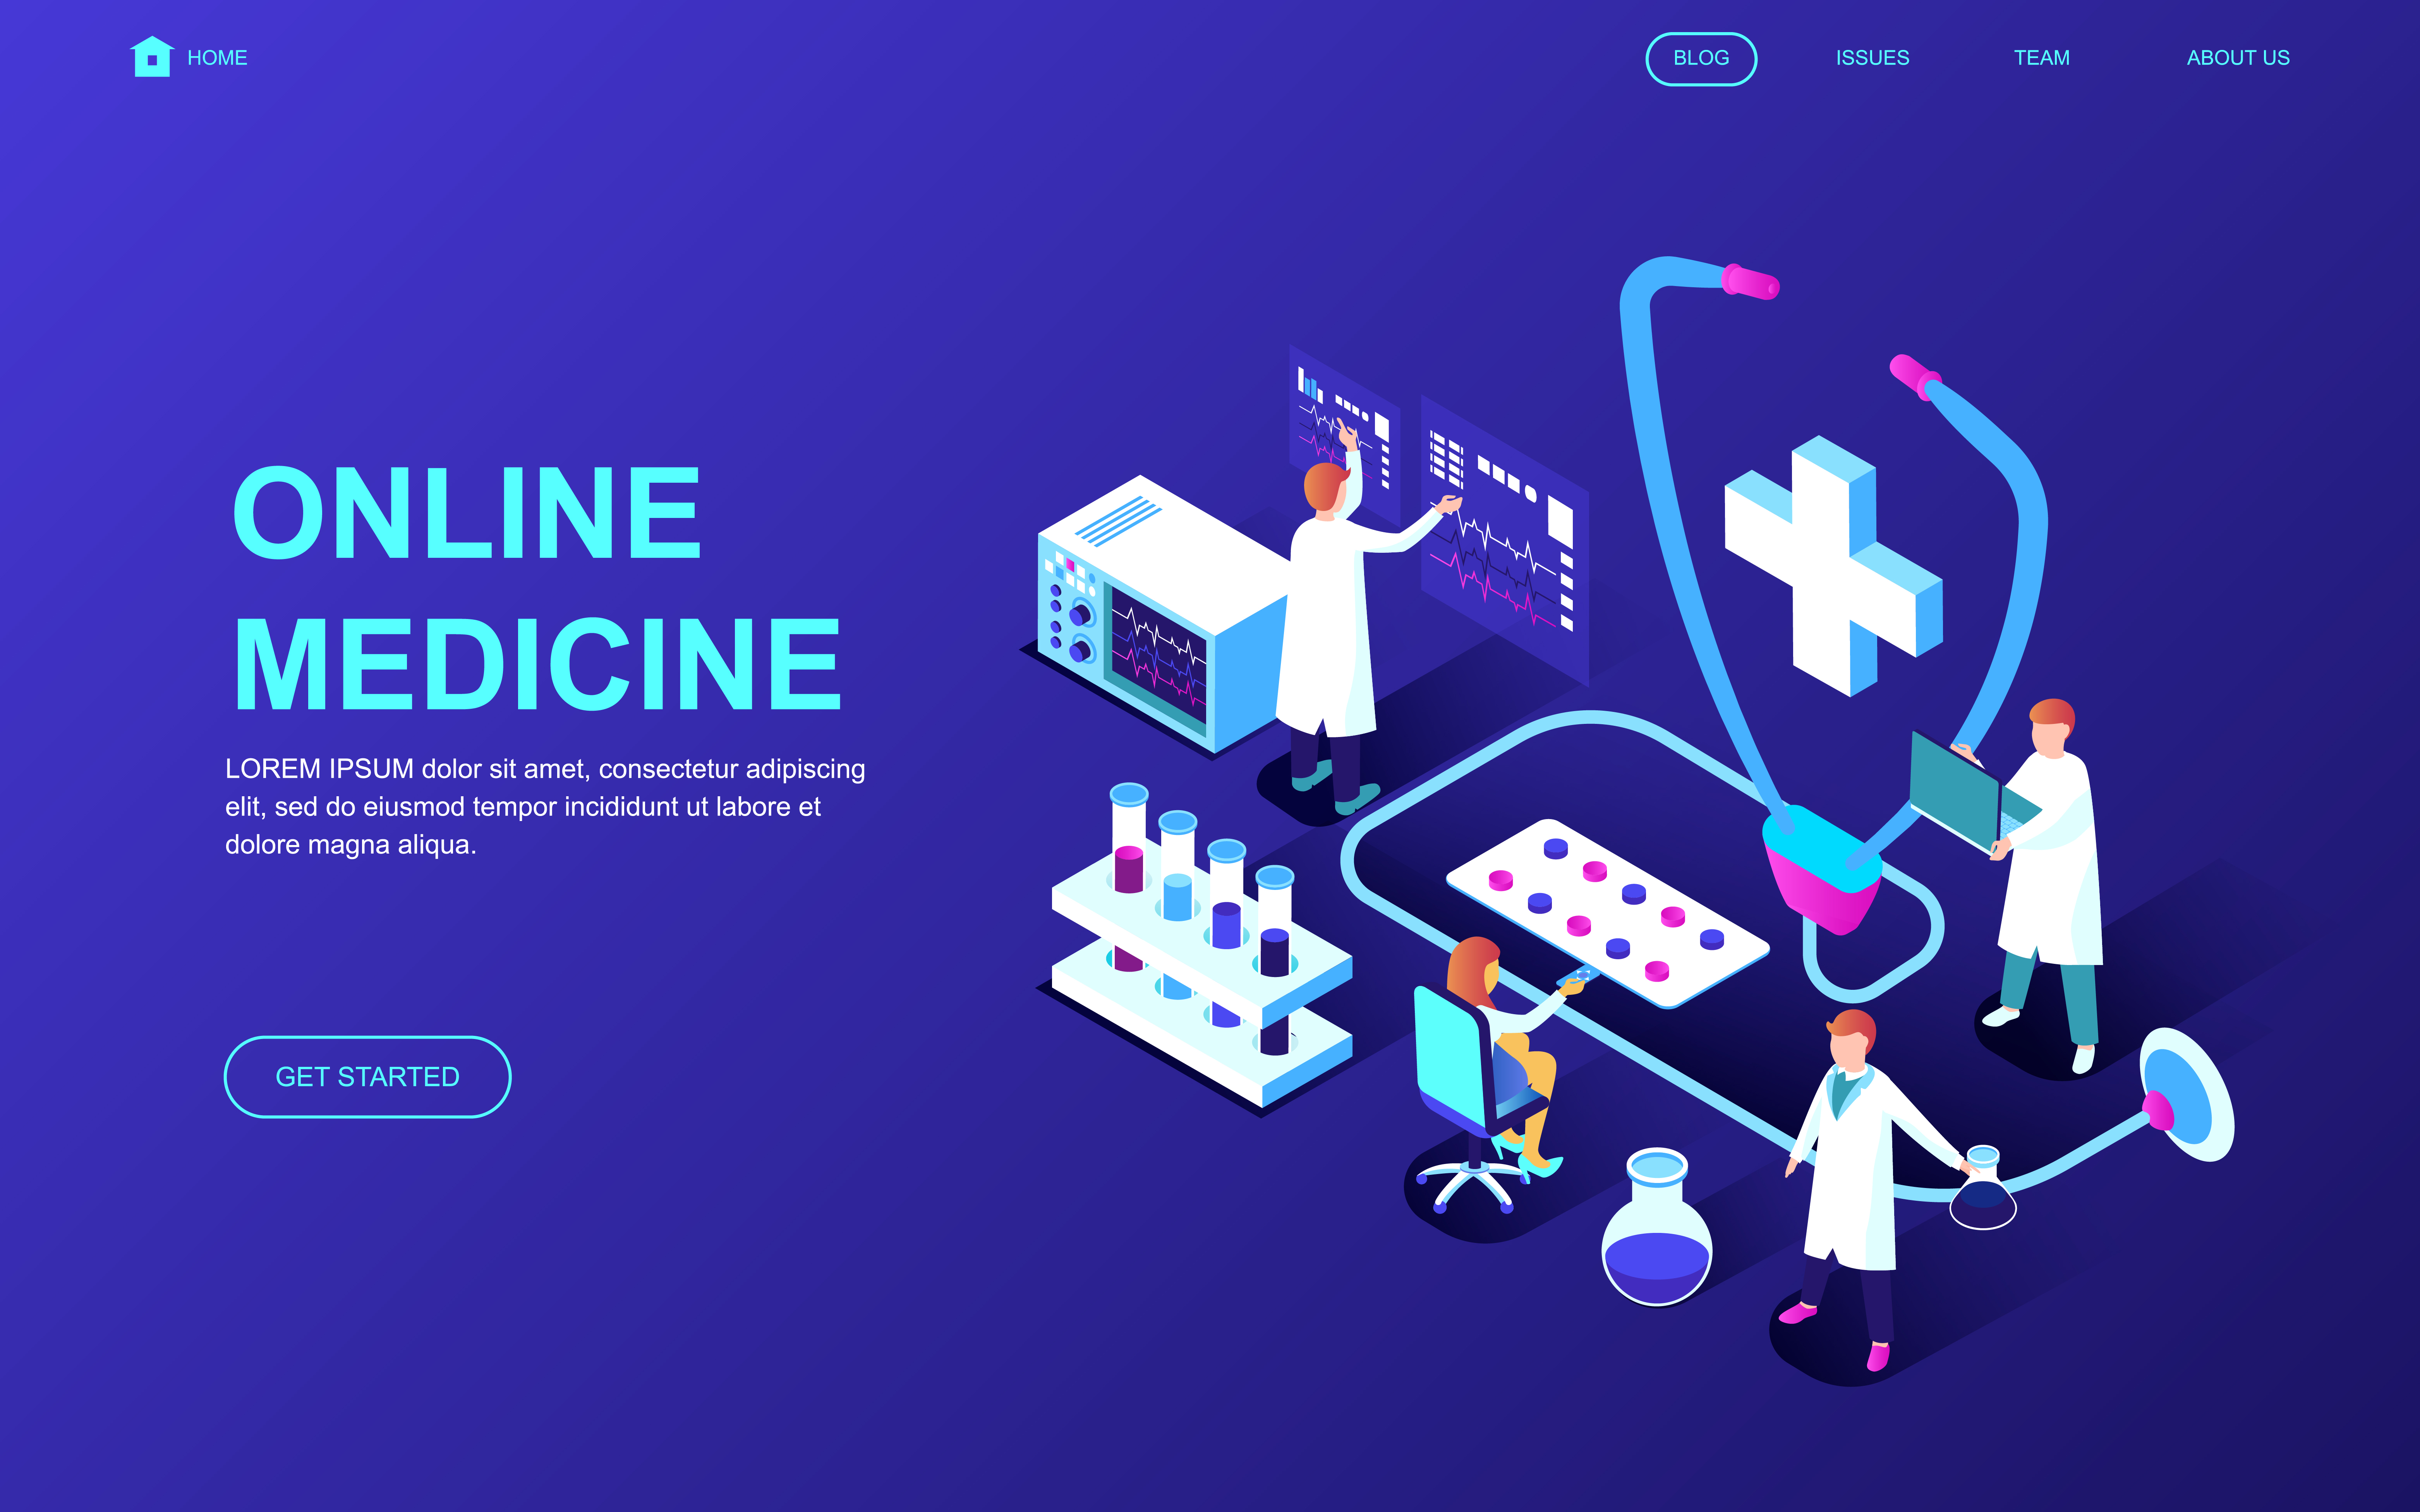 HOME
BLOG
ISSUES
TEAM
ABOUT US
ONLINE
MEDICINE
LOREM IPSUM dolor sit amet, consectetur adipiscing
elit, sed do eiusmod tempor incididunt ut labore et
dolore magna aliqua.
GET STARTED